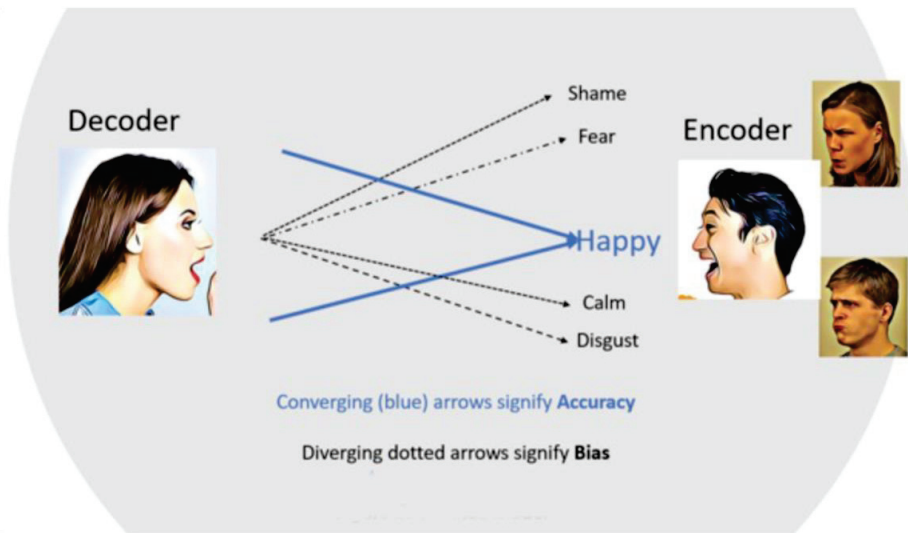 Decoder
Shame
Fear
Encoder
Happy
Calm
Disgust
Converging (blue) arrows signify Accuracy
Diverging dotted arrows signify Bias